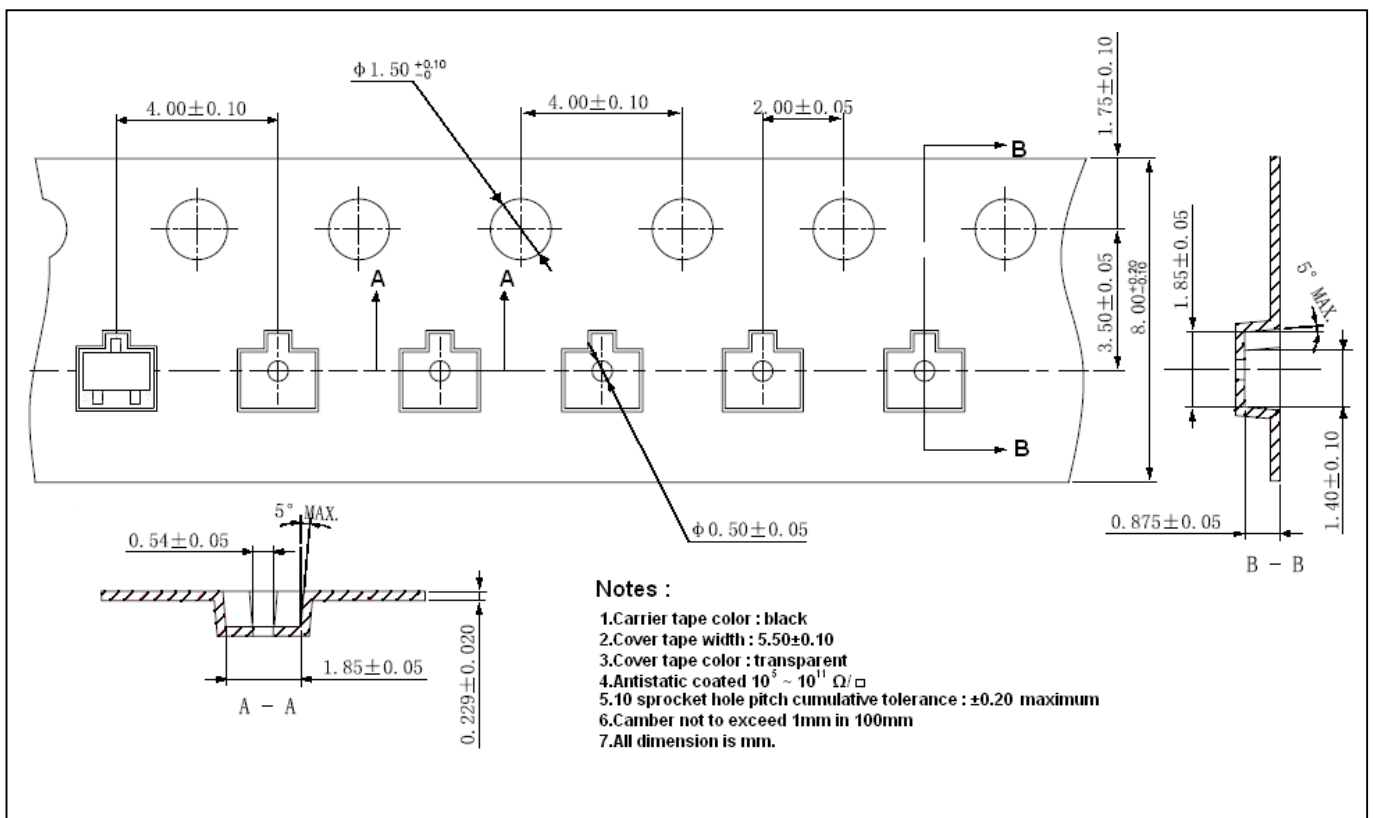 φ1.50 +0.10 -0
4.00±0.10
4.00±0.10
2.00±0.05
1.75±0.10
B
A
A
3.50±0.05
8.00 +0.20 -0.10
1.85±0.05
5° MAX.
B
1.40±0.10
0.875±0.05
B - B
5° MAX.
0.54±0.05
φ0.50±0.05
1.85±0.05
0.229±0.020
A - A
Notes :
1.Carrier tape color : black
2.Cover tape width : 5.50±0.10
3.Cover tape color : transparent
4.Antistatic coated 10⁵ ~ 10¹¹ Ω/□
5.10 sprocket hole pitch cumulative tolerance : ±0.20 maximum
6.Camber not to exceed 1mm in 100mm
7.All dimension is mm.